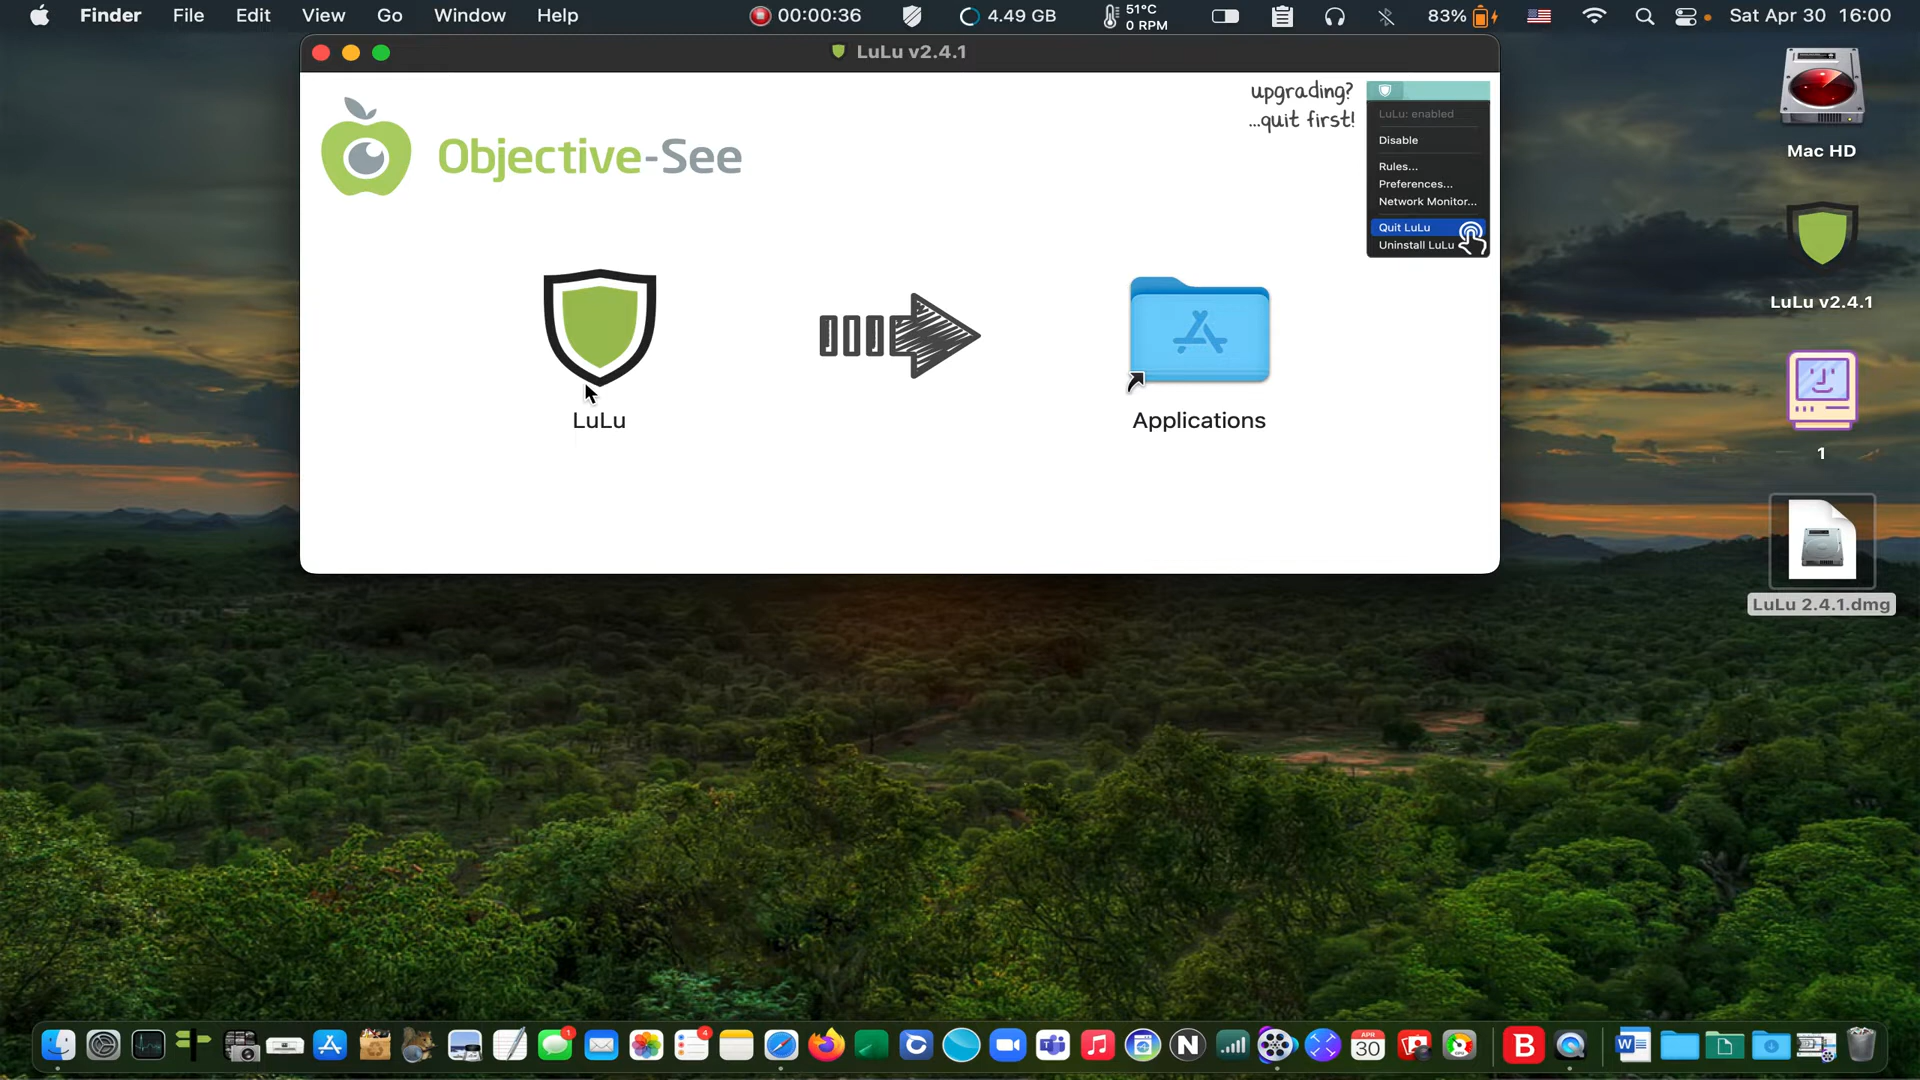 Finder File Edit View Go Window Help 00:00:36 4.49 GB 51°C 83% Sat Apr 30 16:00
0 RPM
LuLu v2.4.1
upgrading?
...quit first!
LuLu: enabled
Disable
Rules...
Preferences...
Network Monitor...
Quit LuLu
Uninstall LuLu
Objective-See
LuLu
Applications
Mac HD
LuLu v2.4.1
1
LuLu 2.4.1.dmg
1
4
N
APR
30
B
W